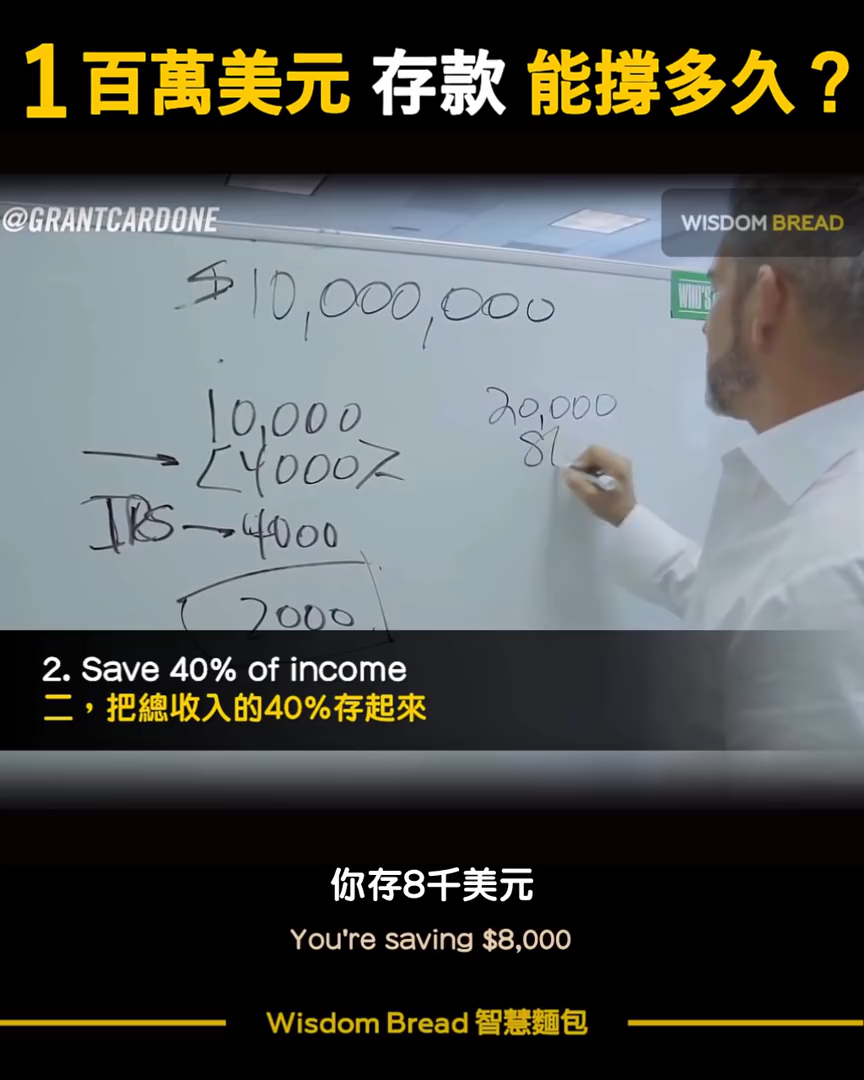 1百萬美元 存款 能撐多久？
@GRANTCARDONE
WISDOM BREAD
WHO'S
$10,000,000
10,000
20,000
<4000>
8
IRS → 4000
2000
2. Save 40% of income
二，把總收入的40%存起來
你存8千美元
You're saving $8,000
Wisdom Bread 智慧麵包